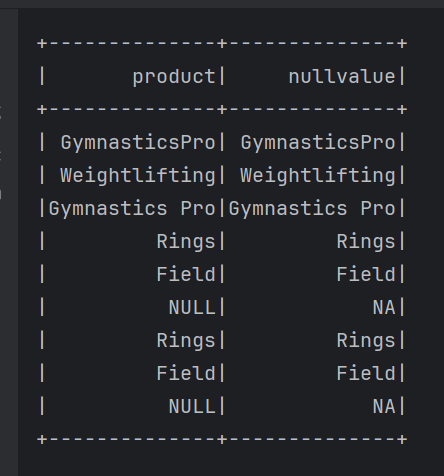 +--------------+--------------+
|       product|     nullvalue|
+--------------+--------------+
| GymnasticsPro| GymnasticsPro|
| Weightlifting| Weightlifting|
|Gymnastics Pro|Gymnastics Pro|
|         Rings|         Rings|
|         Field|         Field|
|          NULL|            NA|
|         Rings|         Rings|
|         Field|         Field|
|          NULL|            NA|
+--------------+--------------+